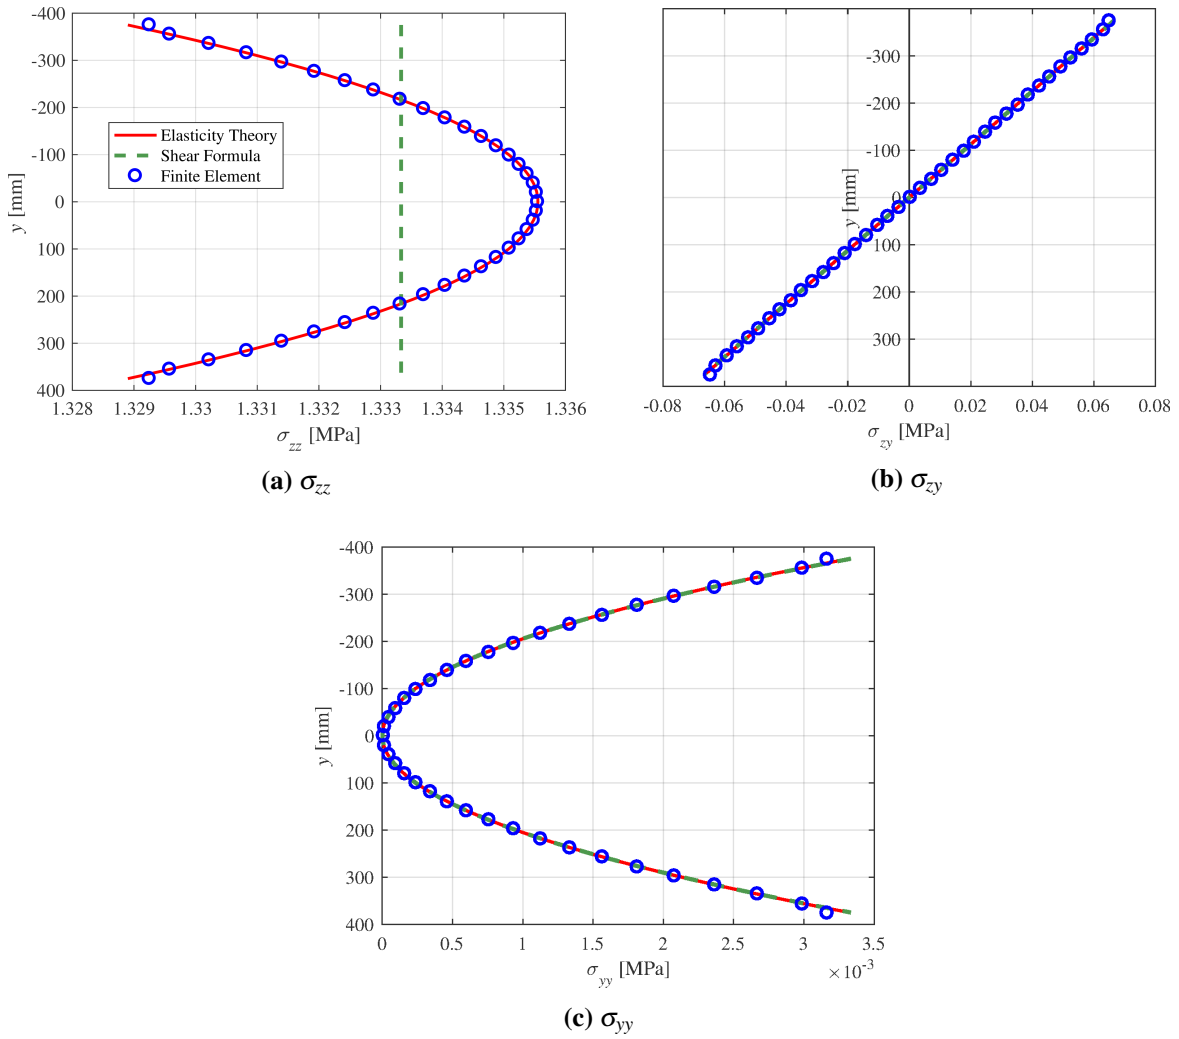 -400
-300
-200
-100
0
100
200
300
400
y [mm]
Elasticity Theory
Shear Formula
Finite Element
1.328 1.329 1.33 1.331 1.332 1.333 1.334 1.335 1.336
σzz [MPa]
(a) σzz
-300
-200
-100
0
100
200
300
y [mm]
-0.08 -0.06 -0.04 -0.02 0 0.02 0.04 0.06 0.08
σzy [MPa]
(b) σzy
-400
-300
-200
-100
0
100
200
300
400
y [mm]
0 0.5 1 1.5 2 2.5 3 3.5
σyy [MPa]
×10-3
(c) σyy